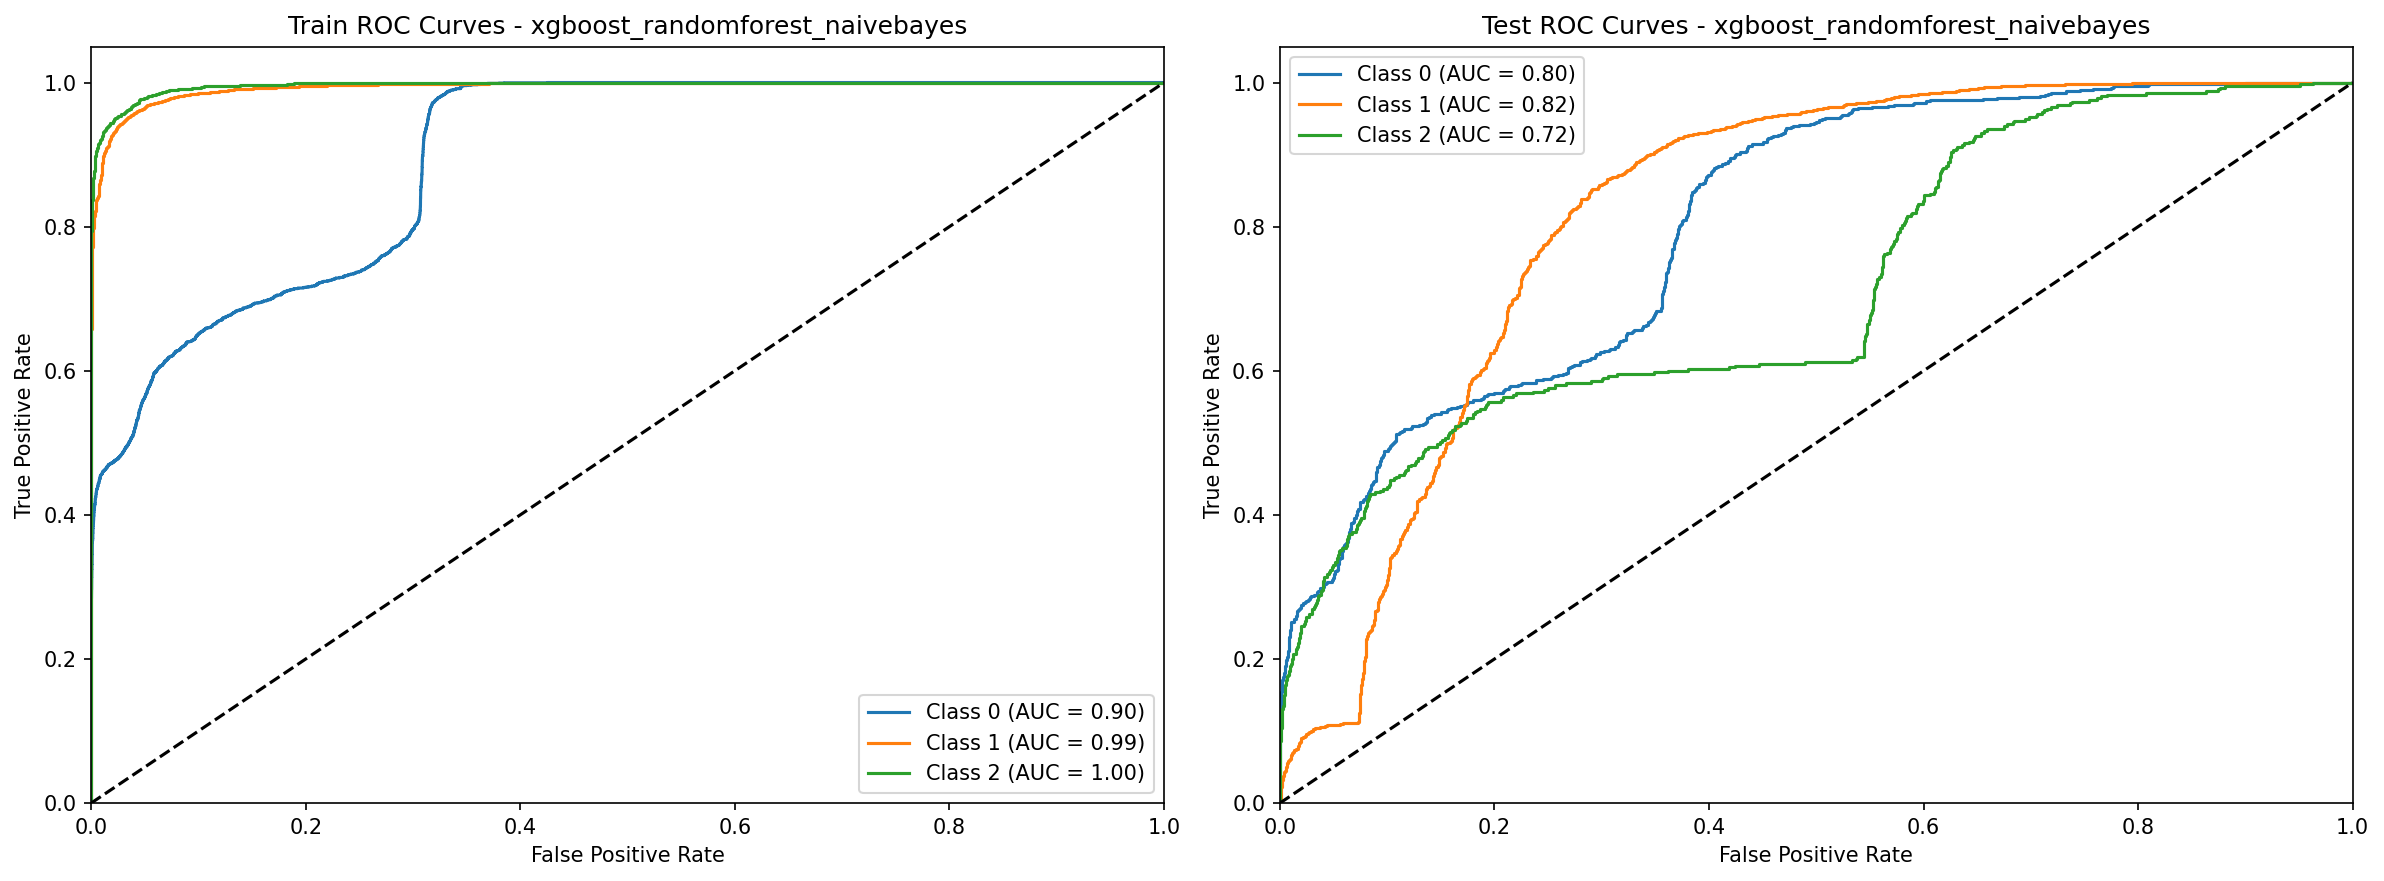 Train ROC Curves - xgboost_randomforest_naivebayes
True Positive Rate
1.0
0.8
0.6
0.4
0.2
0.0
0.0 0.2 0.4 0.6 0.8 1.0
False Positive Rate
Class 0 (AUC = 0.90)
Class 1 (AUC = 0.99)
Class 2 (AUC = 1.00)
Test ROC Curves - xgboost_randomforest_naivebayes
Class 0 (AUC = 0.80)
Class 1 (AUC = 0.82)
Class 2 (AUC = 0.72)
True Positive Rate
1.0
0.8
0.6
0.4
0.2
0.0
0.0 0.2 0.4 0.6 0.8 1.0
False Positive Rate